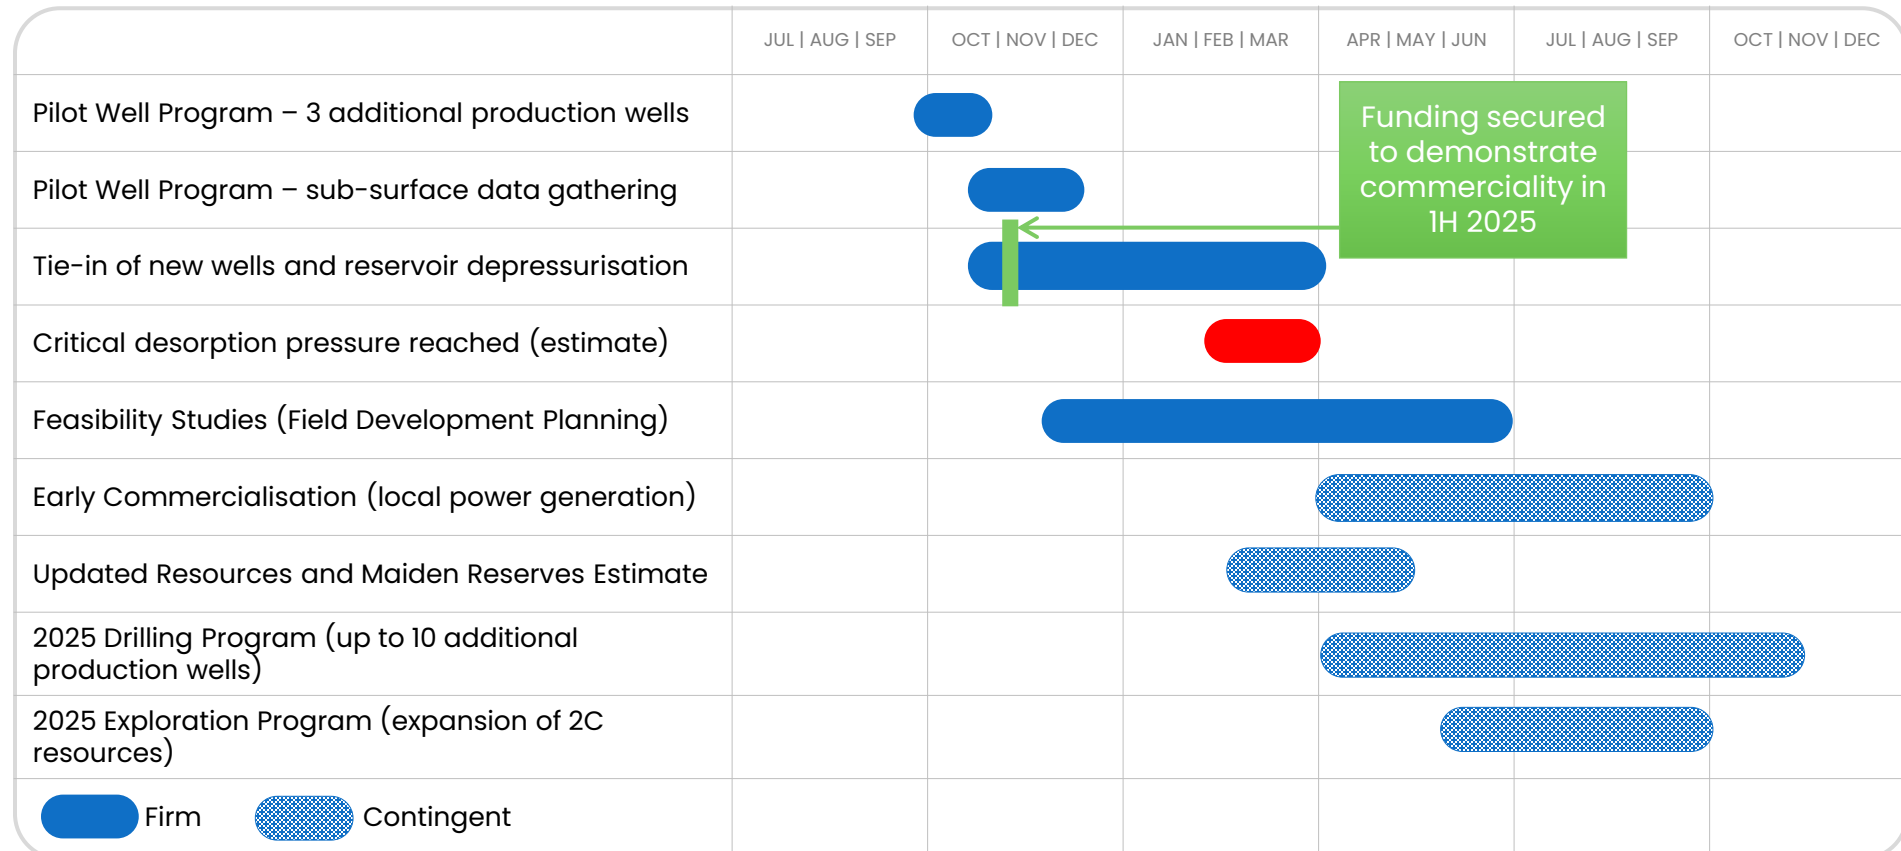 JUL | AUG | SEP
OCT | NOV | DEC
JAN | FEB | MAR
APR | MAY | JUN
JUL | AUG | SEP
OCT | NOV | DEC
Pilot Well Program – 3 additional production wells
Funding secured
to demonstrate
commerciality in
1H 2025
Pilot Well Program – sub-surface data gathering
Tie-in of new wells and reservoir depressurisation
Critical desorption pressure reached (estimate)
Feasibility Studies (Field Development Planning)
Early Commercialisation (local power generation)
Updated Resources and Maiden Reserves Estimate
2025 Drilling Program (up to 10 additional
production wells)
2025 Exploration Program (expansion of 2C
resources)
Firm
Contingent